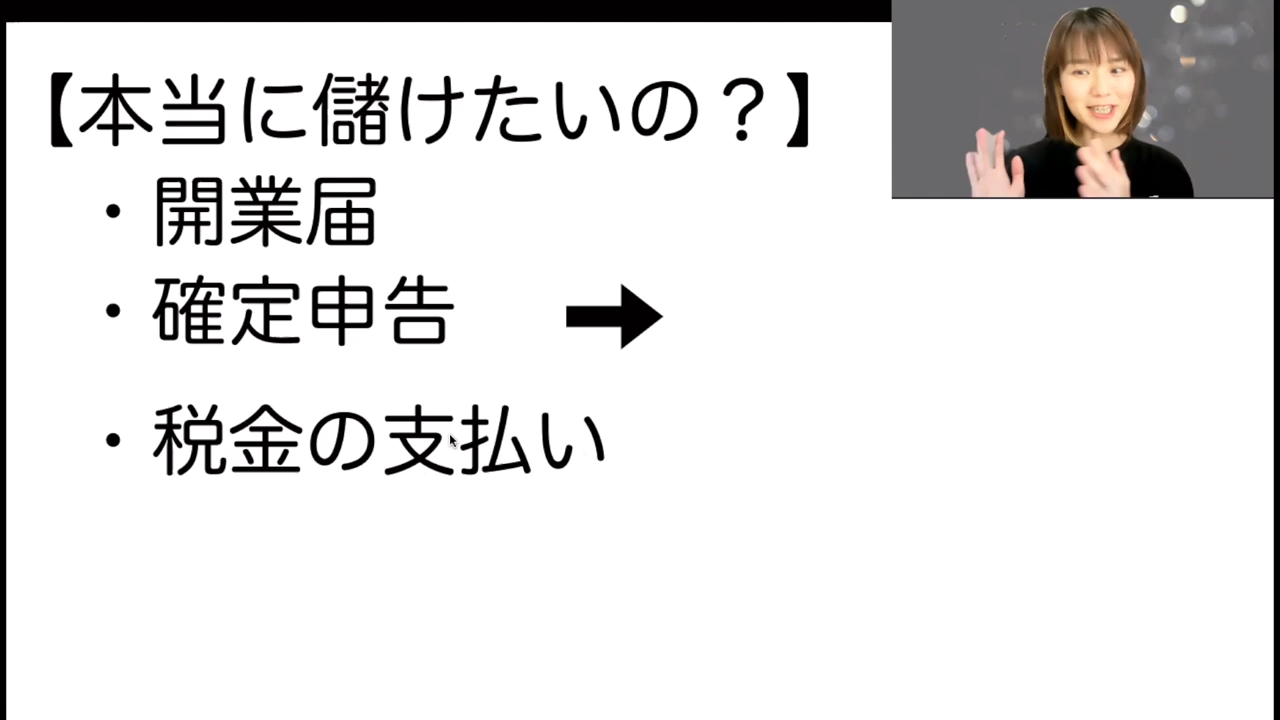 【本当に儲けたいの？】
・開業届
・確定申告 ➡
・税金の支払い